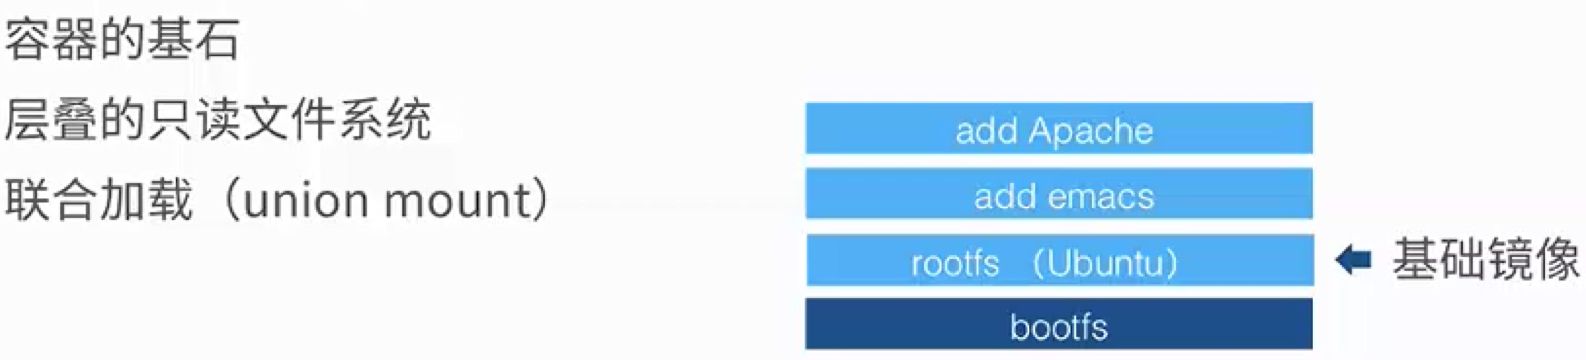 容器的基石
层叠的只读文件系统
联合加载（union mount）
add Apache
add emacs
rootfs （Ubuntu）
基础镜像
bootfs